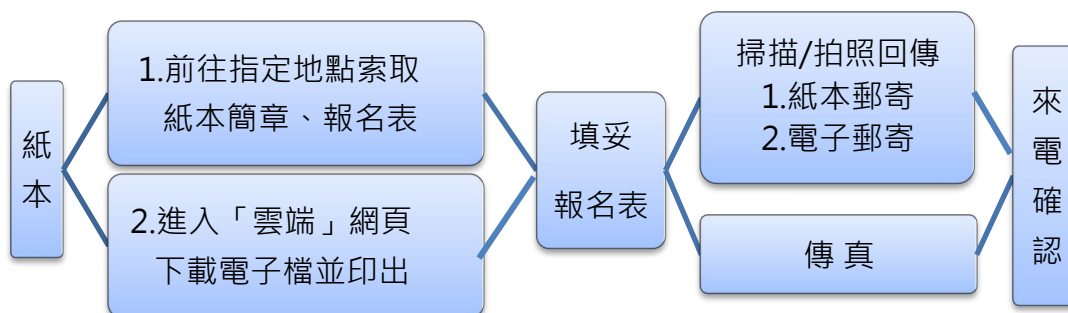 紙本
1.前往指定地點索取
紙本簡章、報名表
2.進入「雲端」網頁
下載電子檔並印出
填妥
報名表
掃描/拍照回傳
1.紙本郵寄
2.電子郵寄
傳真
來電確認